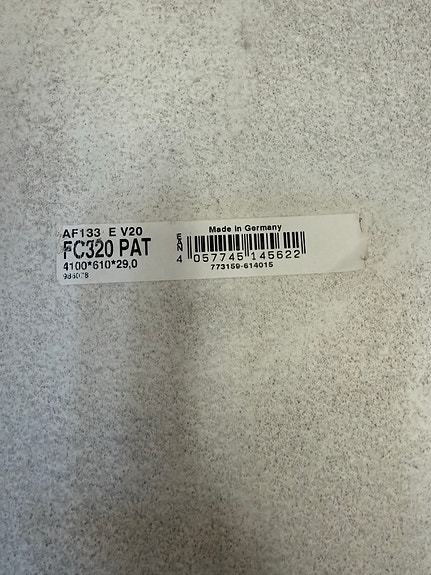 AF133 E V20
FC320 PAT
4100*610*29,0
Made in Germany
EAN
4 057745 145622
773159-614015